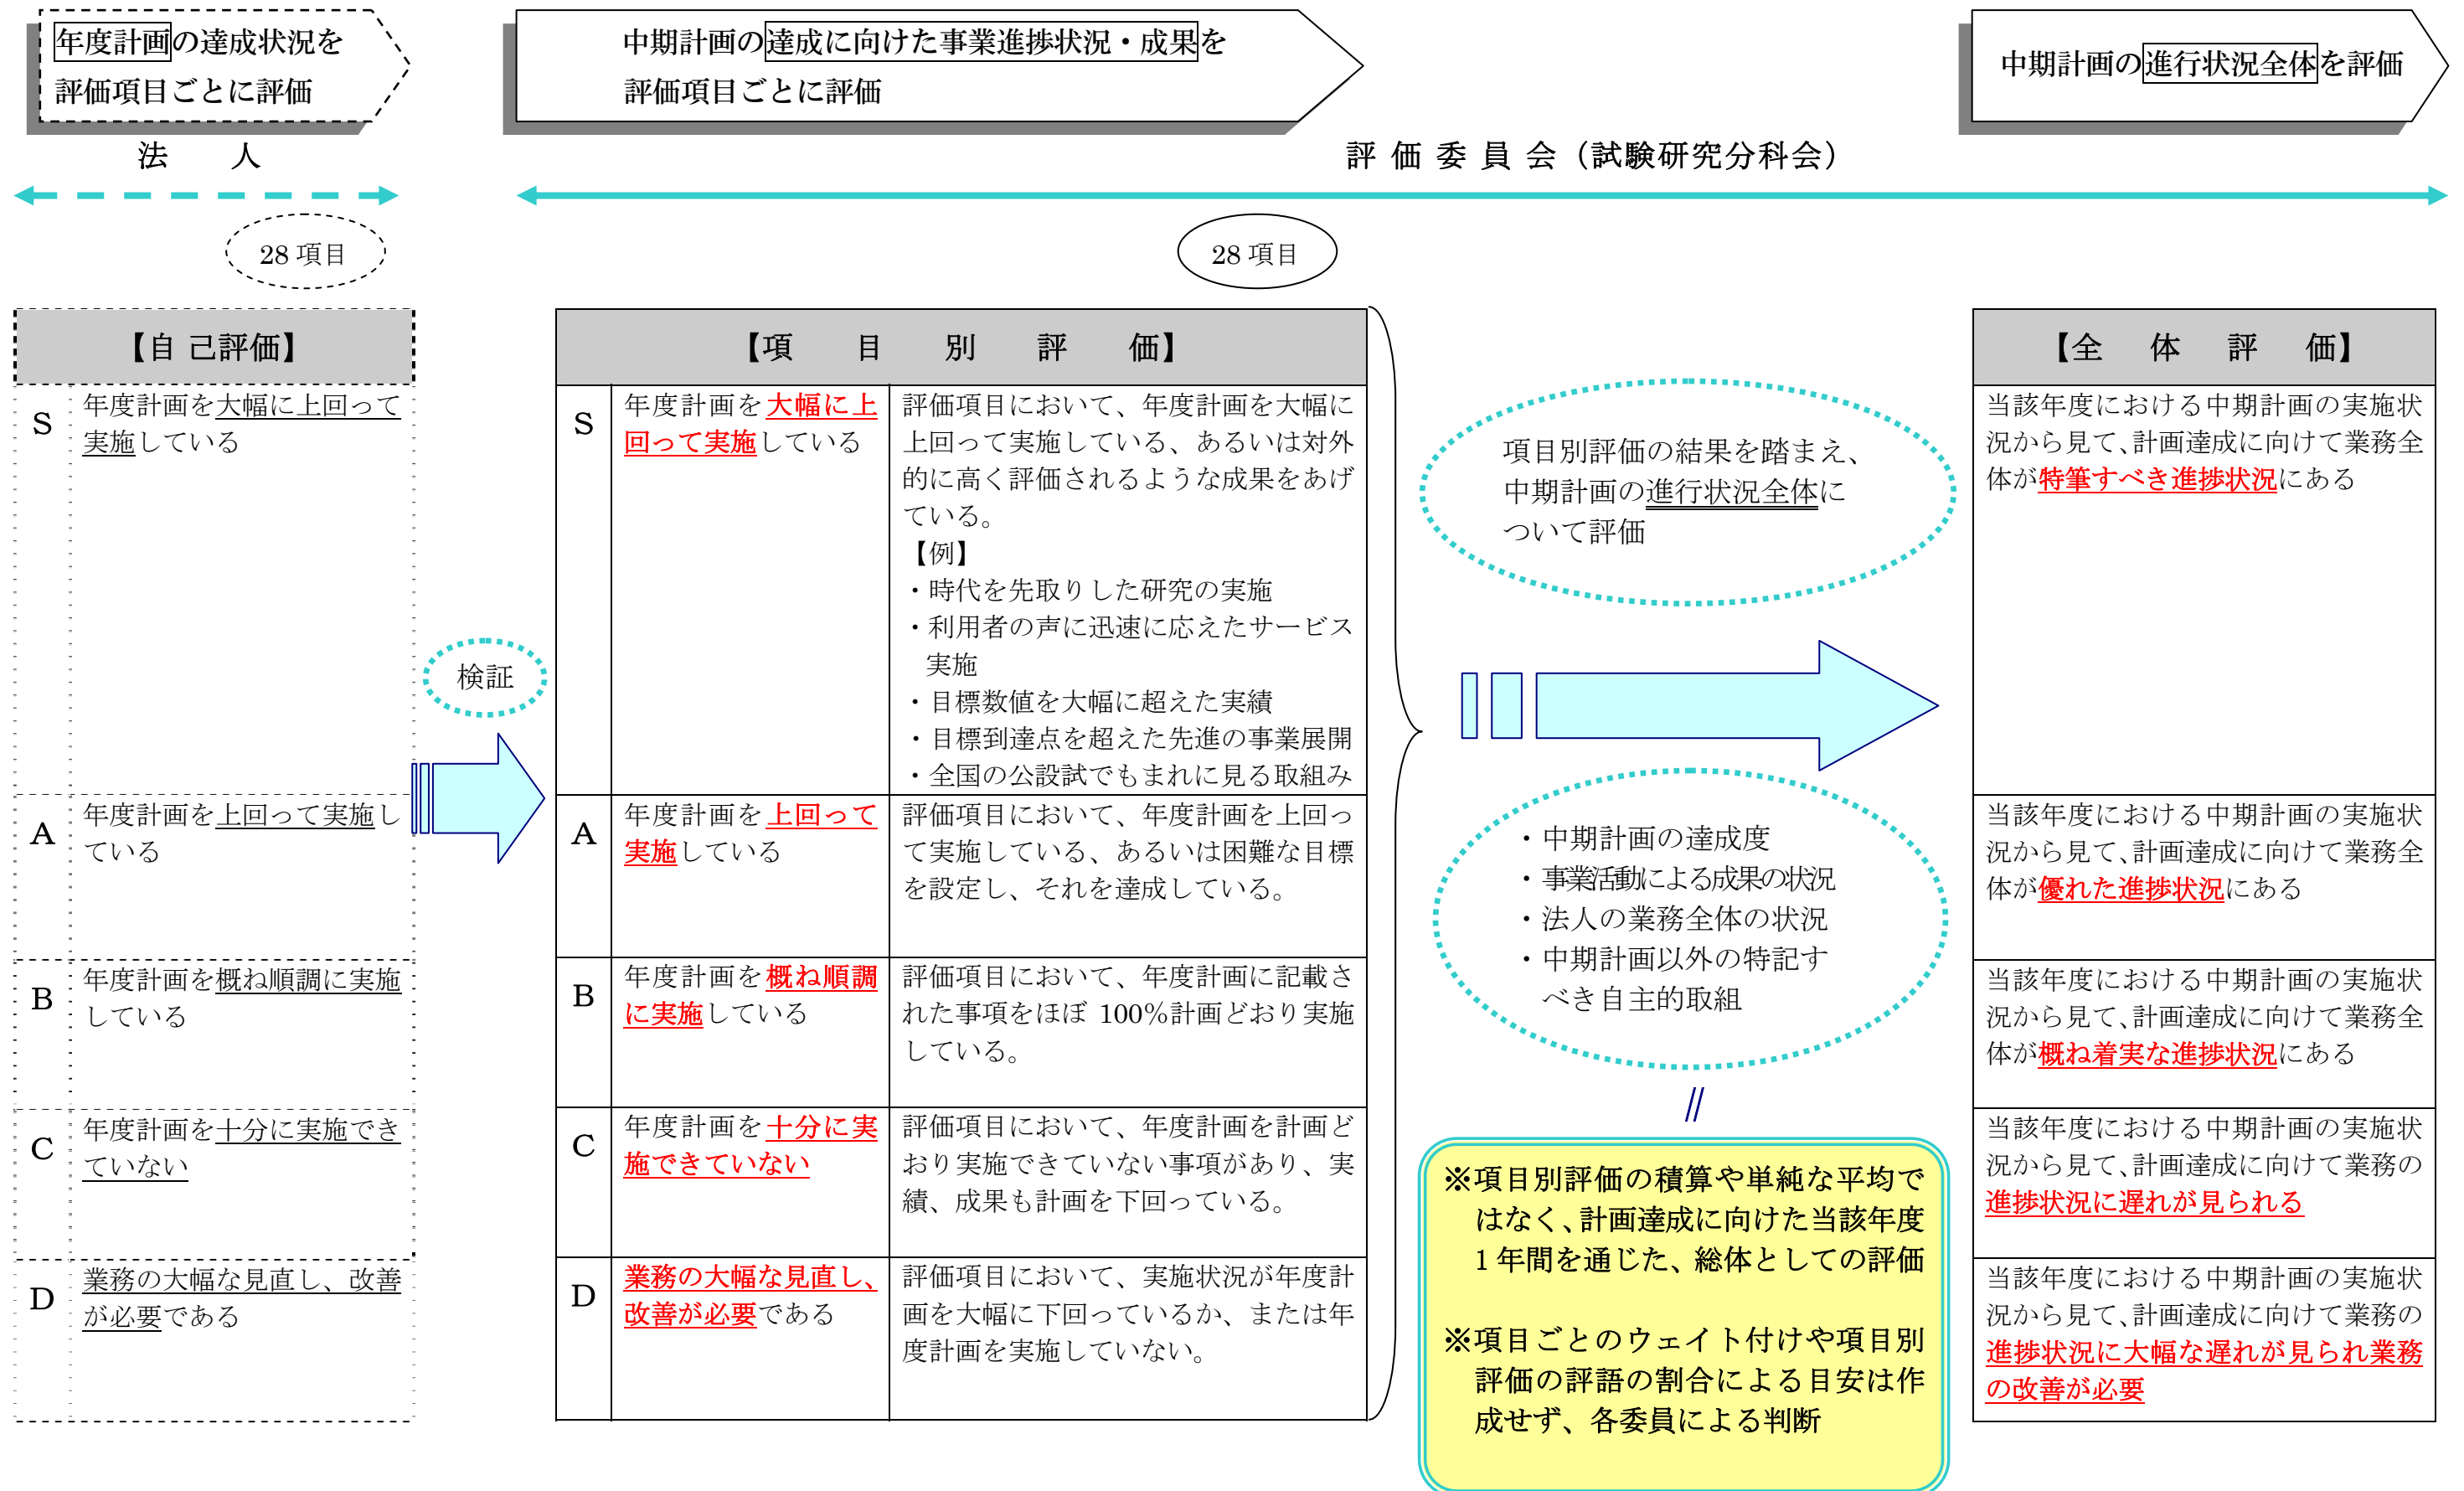 年度計画の達成状況を
評価項目ごとに評価
中期計画の達成に向けた事業進捗状況・成果を
評価項目ごとに評価
中期計画の進行状況全体を評価
法　　人
評 価 委 員 会（試験研究分科会）
28 項目
28 項目
【自 己評価】
S
年度計画を大幅に上回って
実施している
A
年度計画を上回って実施し
ている
B
年度計画を概ね順調に実施
している
C
年度計画を十分に実施でき
ていない
D
業務の大幅な見直し、改善
が必要である
検証
【項　目　別　評　価】
S
年度計画を大幅に上
回って実施している
評価項目において、年度計画を大幅に
上回って実施している、あるいは対外
的に高く評価されるような成果をあげ
ている。
【例】
・時代を先取りした研究の実施
・利用者の声に迅速に応えたサービス
実施
・目標数値を大幅に超えた実績
・目標到達点を超えた先進の事業展開
・全国の公設試でもまれに見る取組み
A
年度計画を上回って
実施している
評価項目において、年度計画を上回っ
て実施している、あるいは困難な目標
を設定し、それを達成している。
B
年度計画を概ね順調
に実施している
評価項目において、年度計画に記載さ
れた事項をほぼ 100％計画どおり実施
している。
C
年度計画を十分に実
施できていない
評価項目において、年度計画を計画ど
おり実施できていない事項があり、実
績、成果も計画を下回っている。
D
業務の大幅な見直し、
改善が必要である
評価項目において、実施状況が年度計
画を大幅に下回っているか、または年
度計画を実施していない。
項目別評価の結果を踏まえ、
中期計画の進行状況全体に
ついて評価
・中期計画の達成度
・事業活動による成果の状況
・法人の業務全体の状況
・中期計画以外の特記す
べき自主的取組
//
※項目別評価の積算や単純な平均で
はなく、計画達成に向けた当該年度
1 年間を通じた、総体としての評価
※項目ごとのウェイト付けや項目別
評価の評語の割合による目安は作
成せず、各委員による判断
【全　体　評　価】
当該年度における中期計画の実施状
況から見て、計画達成に向けて業務全
体が特筆すべき進捗状況にある
当該年度における中期計画の実施状
況から見て、計画達成に向けて業務全
体が優れた進捗状況にある
当該年度における中期計画の実施状
況から見て、計画達成に向けて業務全
体が概ね着実な進捗状況にある
当該年度における中期計画の実施状
況から見て、計画達成に向けて業務の
進捗状況に遅れが見られる
当該年度における中期計画の実施状
況から見て、計画達成に向けて業務の
進捗状況に大幅な遅れが見られ業務
の改善が必要